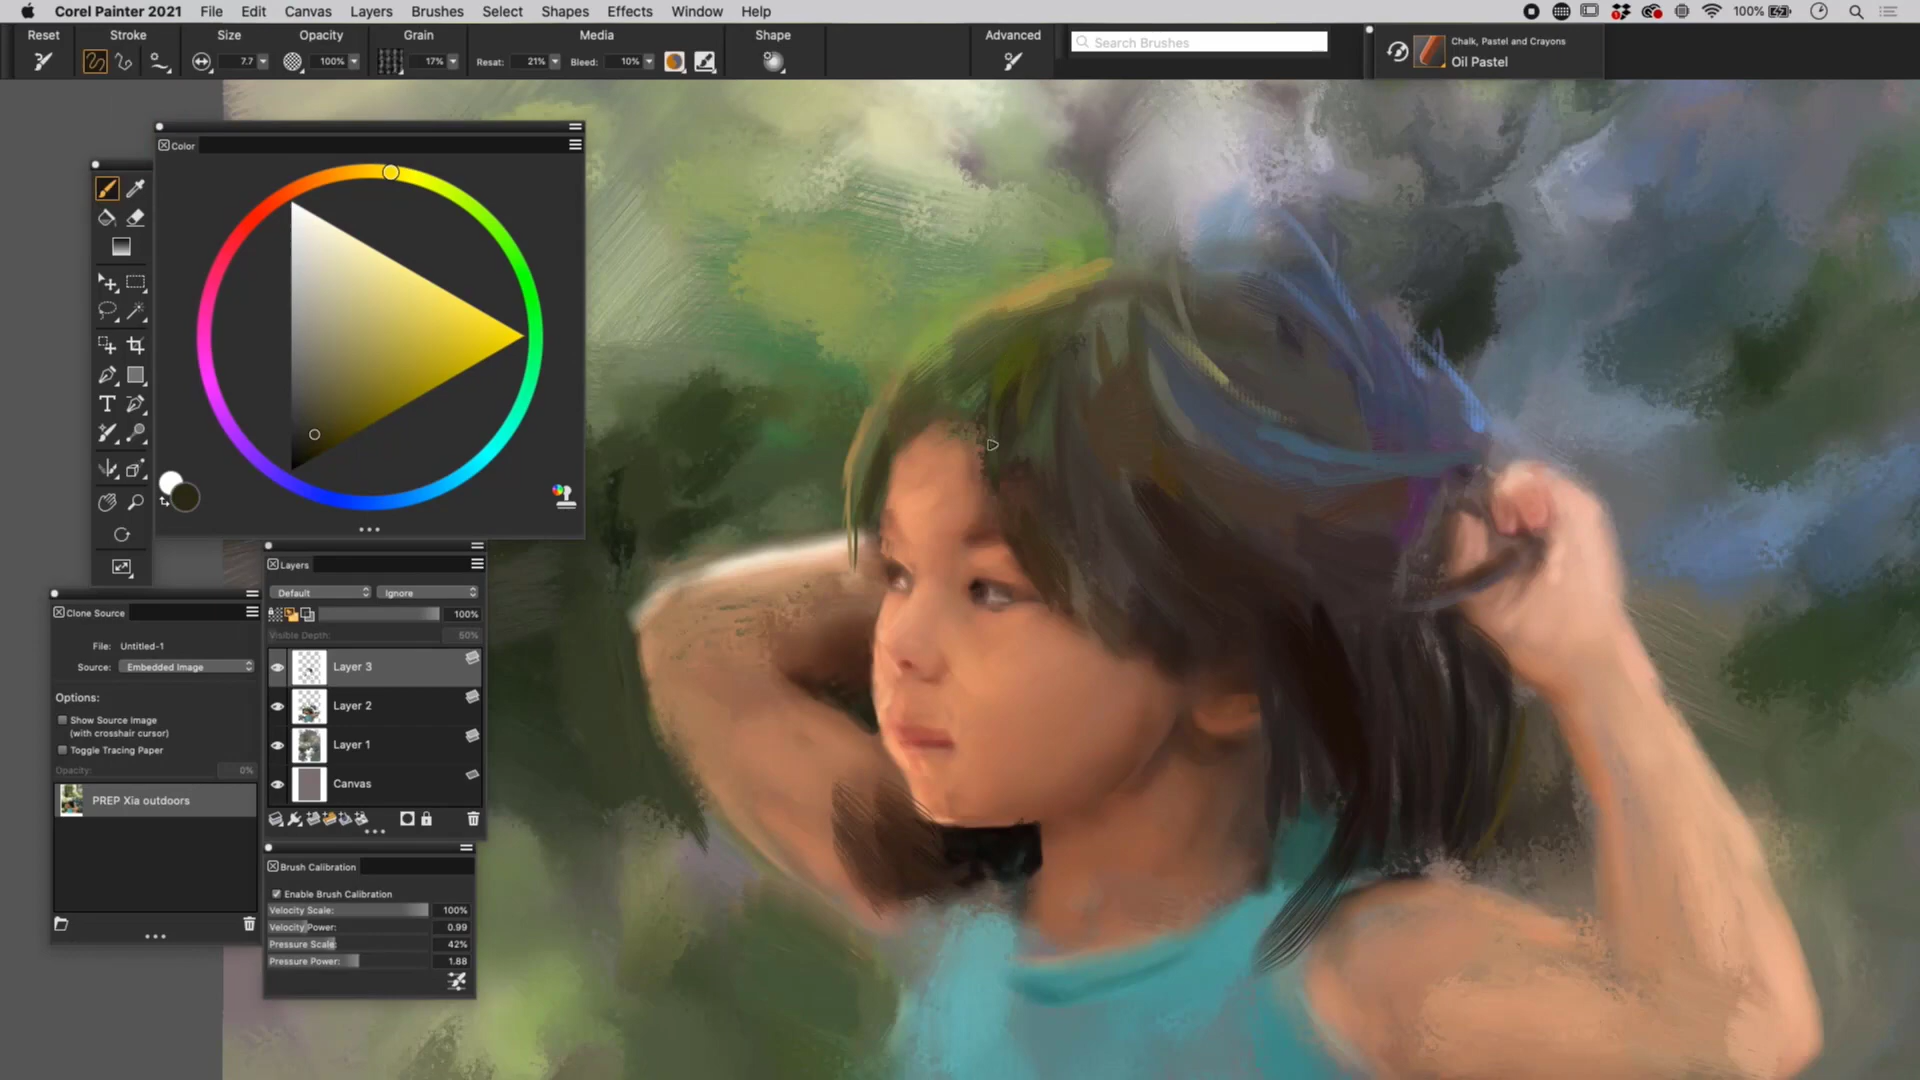 Corel Painter 2021 File Edit Canvas Layers Brushes Select Shapes Effects Window Help 100%
Reset Stroke Size Opacity Grain Media Shape Advanced
7.7 100% 17% Resat: 21% Bleed: 10%
Search Brushes
Chalk, Pastel and Crayons
Oil Pastel
Color
Layers
Default Ignore
100%
Visible Depth: 50%
Layer 3
Layer 2
Layer 1
Canvas
Clone Source
File: Untitled-1
Source: Embedded Image
Options:
Show Source Image
(with crosshair cursor)
Toggle Tracing Paper
Opacity: 0%
PREP Xia outdoors
Brush Calibration
Enable Brush Calibration
Velocity Scale: 100%
Velocity Power: 0.99
Pressure Scale: 42%
Pressure Power: 1.88